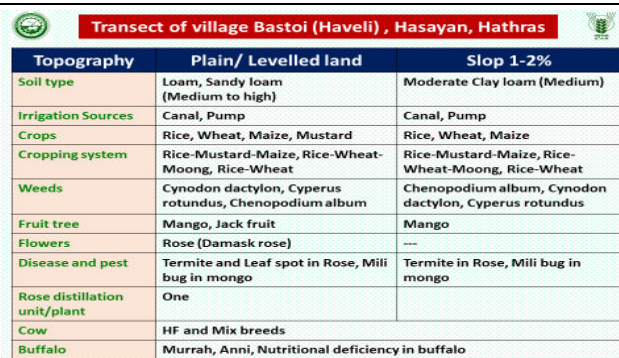 Transect of village Bastoi (Haveli) , Hasayan, Hathras
Topography Plain/ Levelled land Slop 1-2%
Soil type Loam, Sandy loam Moderate Clay loam (Medium)
(Medium to high)
Irrigation Sources Canal, Pump Canal, Pump
Crops Rice, Wheat, Maize, Mustard Rice, Wheat, Maize
Cropping system Rice-Mustard-Maize, Rice-Wheat- Rice-Mustard-Maize, Rice-
Moong, Rice-Wheat Wheat-Moong, Rice-Wheat
Weeds Cynodon dactylon, Cyperus Chenopodium album, Cynodon
rotundus, Chenopodium album dactylon, Cyperus rotundus
Fruit tree Mango, Jack fruit Mango
Flowers Rose (Damask rose) ---
Disease and pest Termite and Leaf spot in Rose, Mili Termite in Rose, Mili bug in
bug in mongo mongo
Rose distillation One
unit/plant
Cow HF and Mix breeds
Buffalo Murrah, Anni, Nutritional deficiency in buffalo